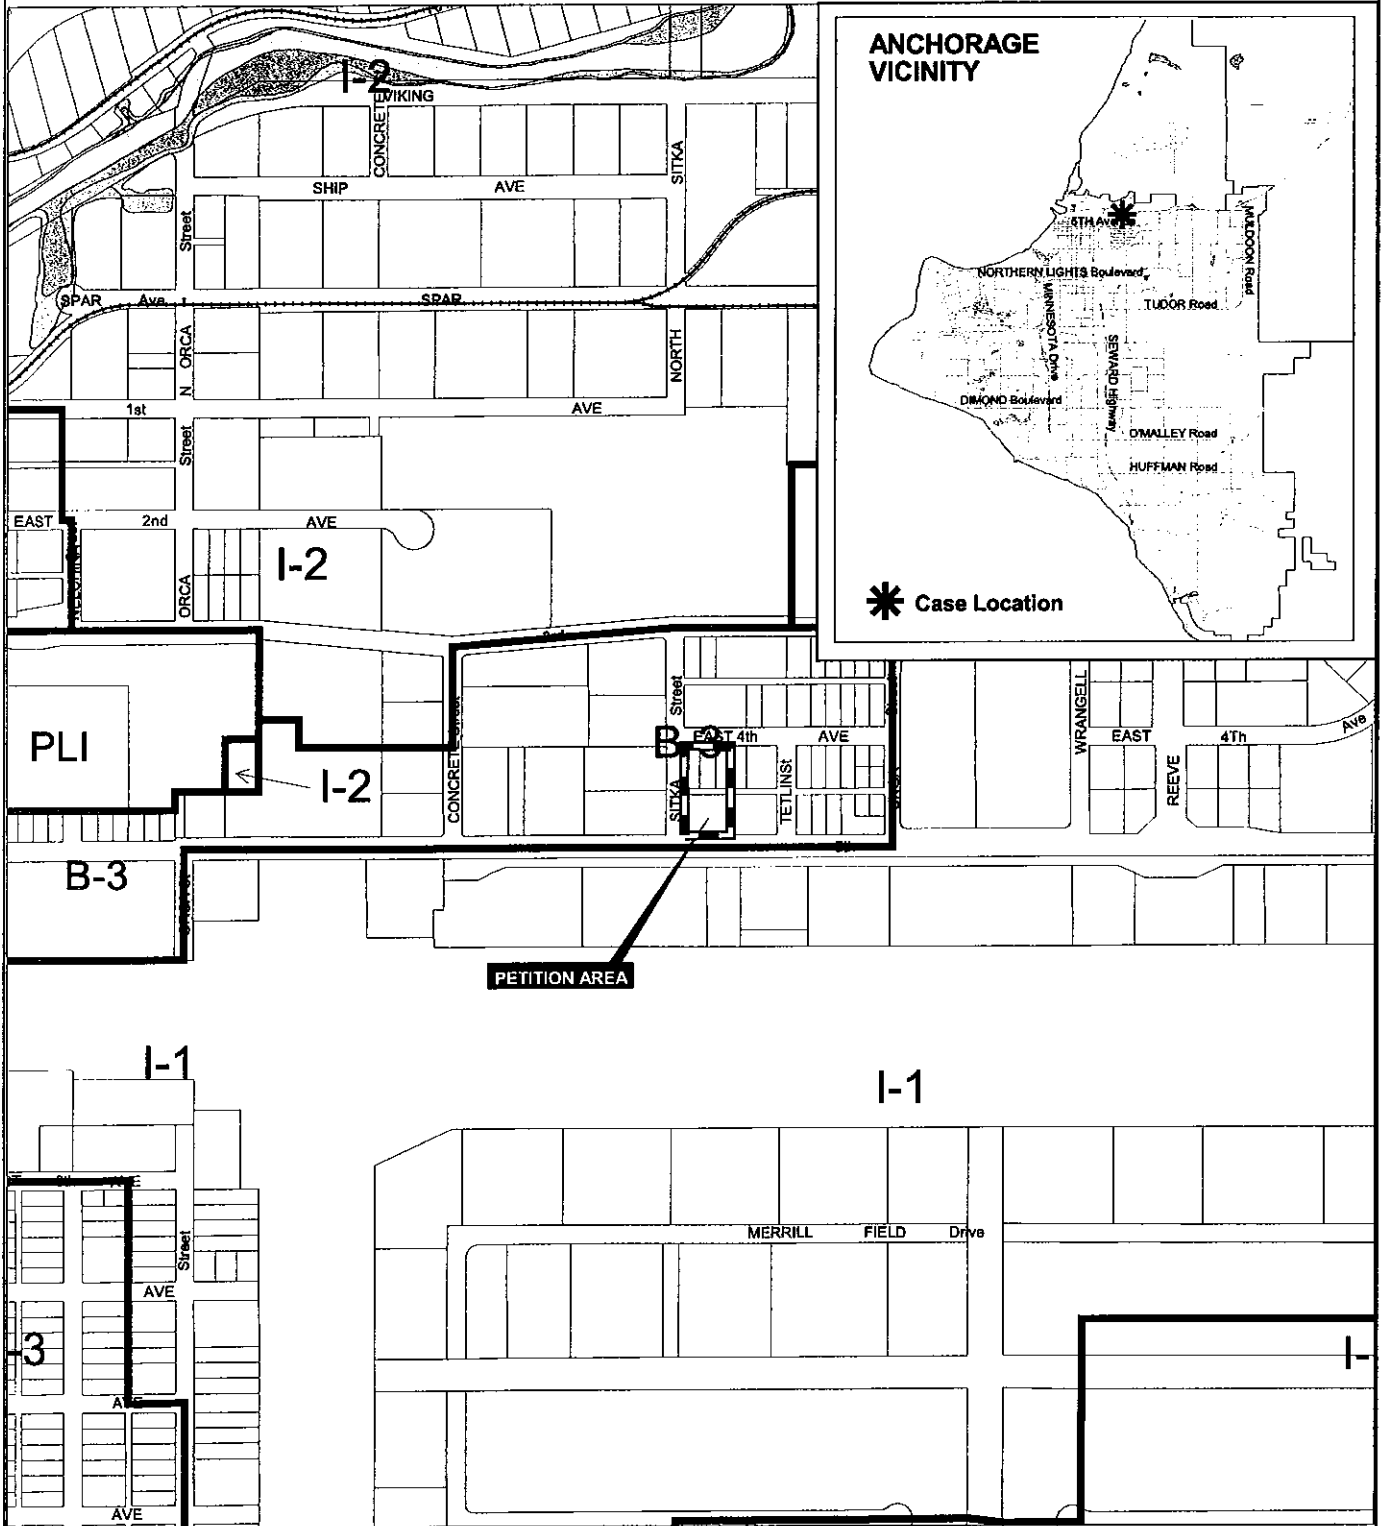 ANCHORAGE
VICINITY
I-2
VIKING
CONCRETE
SHIP AVE
SITKA
Street
SPAR Ave SPAR
N ORCA
NORTH
1st AVE
Street
EAST 2nd AVE
I-2
ORCA
5TH
NORTHERN LIGHTS Boulevard
MULDOON Road
MINNESOTA Drive
TUDOR Road
SEWARD Highway
DIMOND Boulevard
O'MALLEY Road
HUFFMAN Road
Case Location
PLI
I-2
CONCRETE Street
Street
B-3
EAST 4th AVE
SITKA
TETLIN St
WRANGELL
EAST 4Th Ave
REEVE
5th
B-3
PETITION AREA
I-1
I-1
AVE
Street
MERRILL FIELD Drive
AVE
-3
I-
AVE
AVE